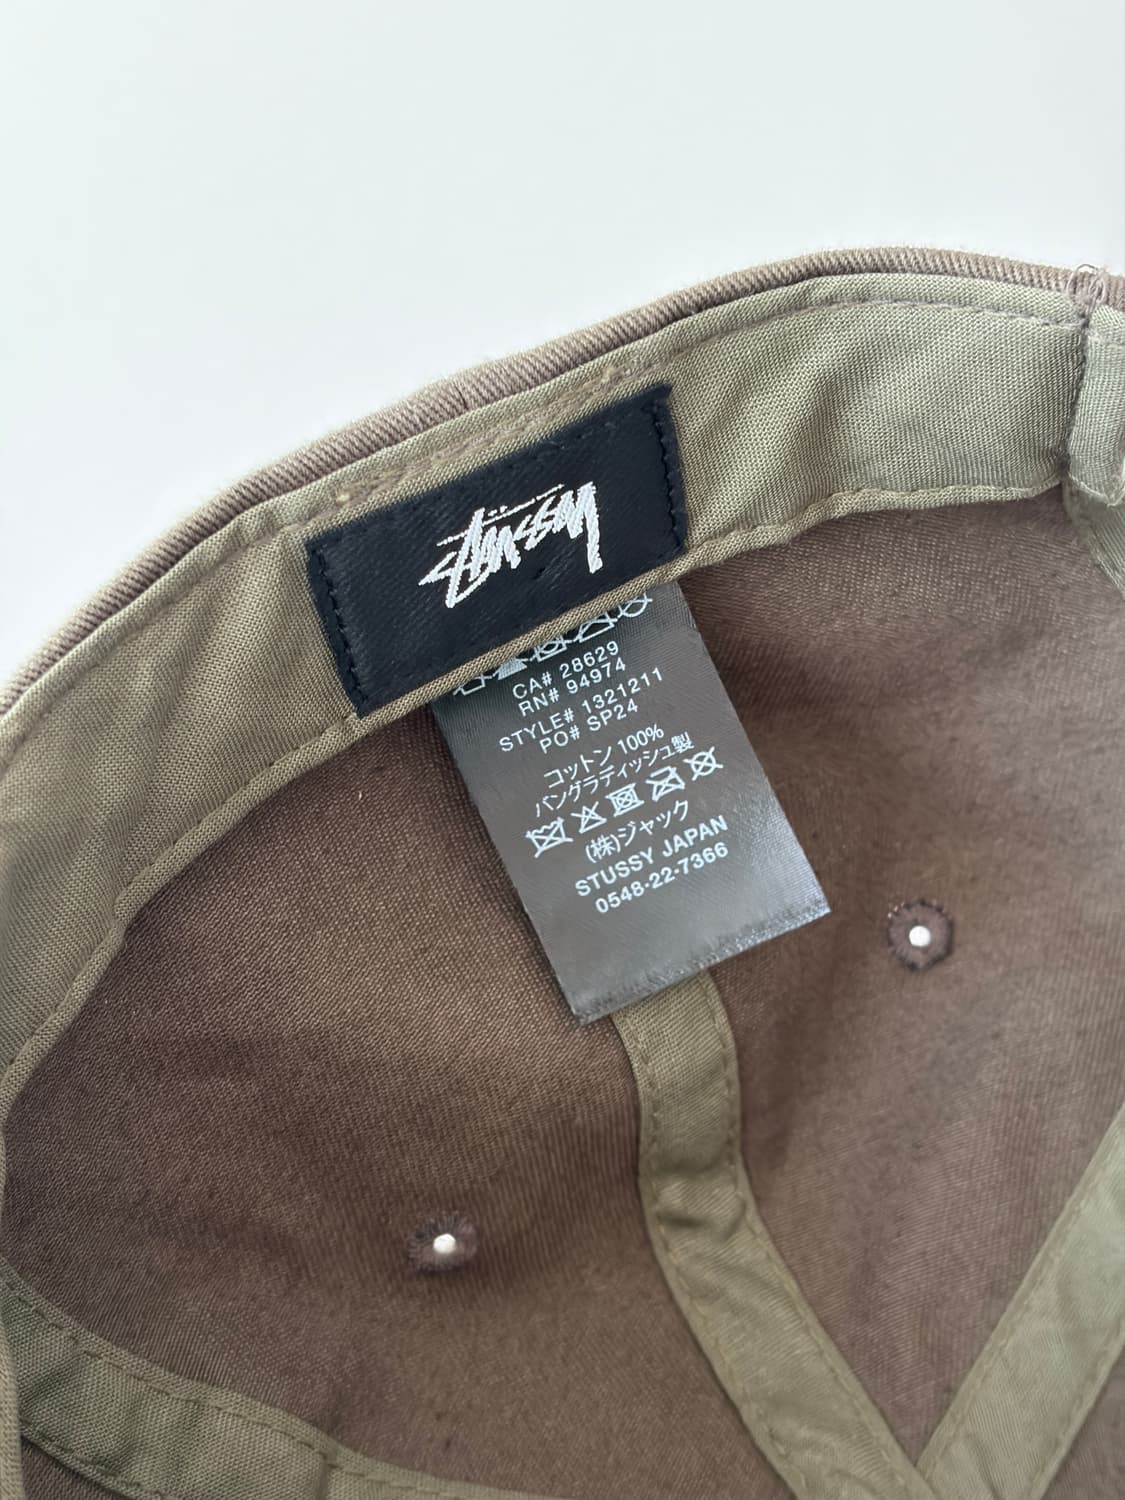 Stüssy
CA# 28629
RN# 94974
STYLE# 1321211
PO# SP24
コットン 100%
バングラディッシュ製
(株)ジャック
STUSSY JAPAN
0548-22-7366